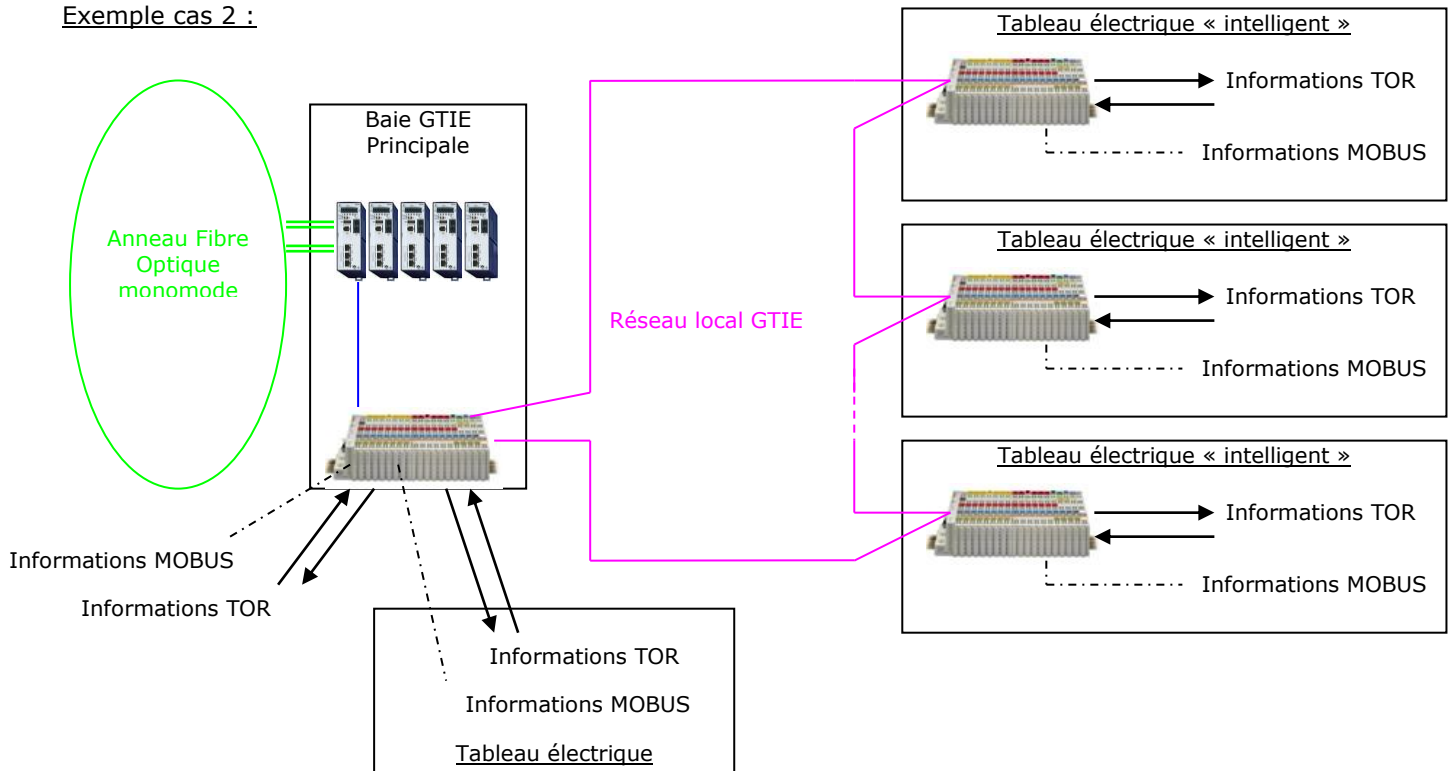 Exemple cas 2 :
Anneau Fibre
Optique
monomode
Baie GTIE
Principale
Réseau local GTIE
Tableau électrique « intelligent »
Informations TOR
Informations MOBUS
Tableau électrique « intelligent »
Informations TOR
Informations MOBUS
Tableau électrique « intelligent »
Informations TOR
Informations MOBUS
Informations MOBUS
Informations TOR
Informations TOR
Informations MOBUS
Tableau électrique